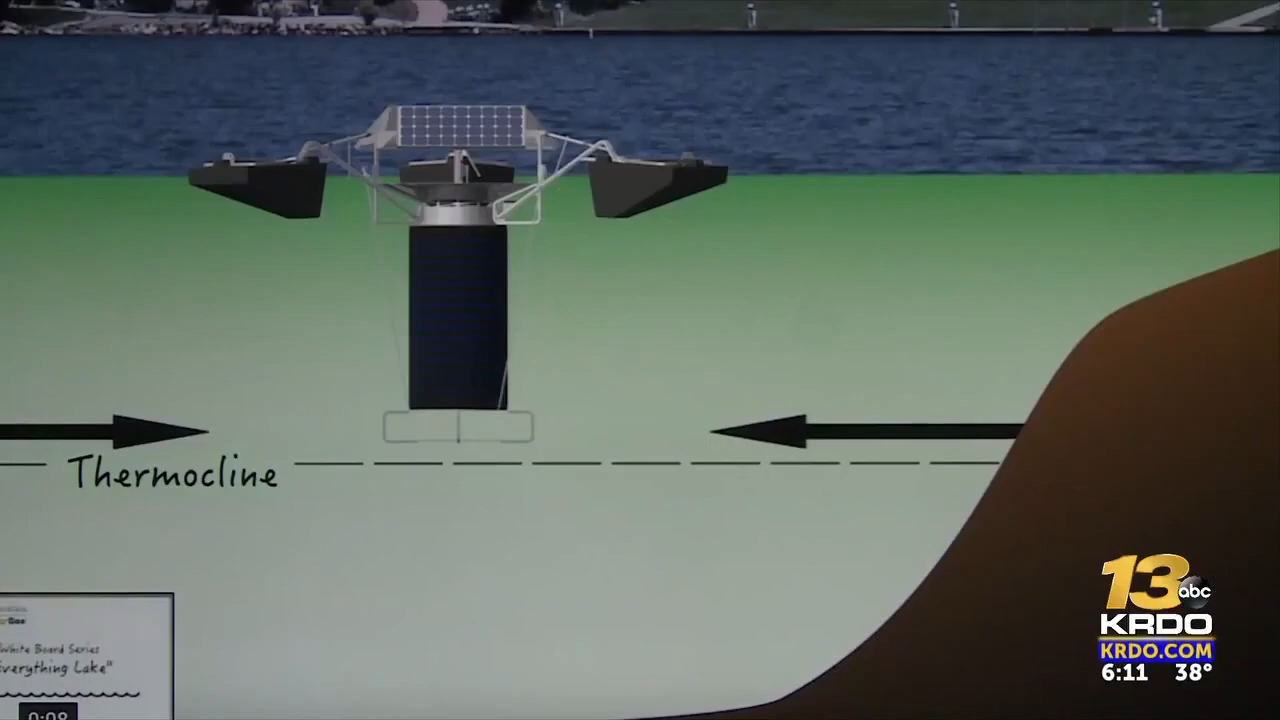 Thermocline
White Board Series
Everything Lake"
0:08
13
abc
KRDO
KRDO.COM
6:11 38°